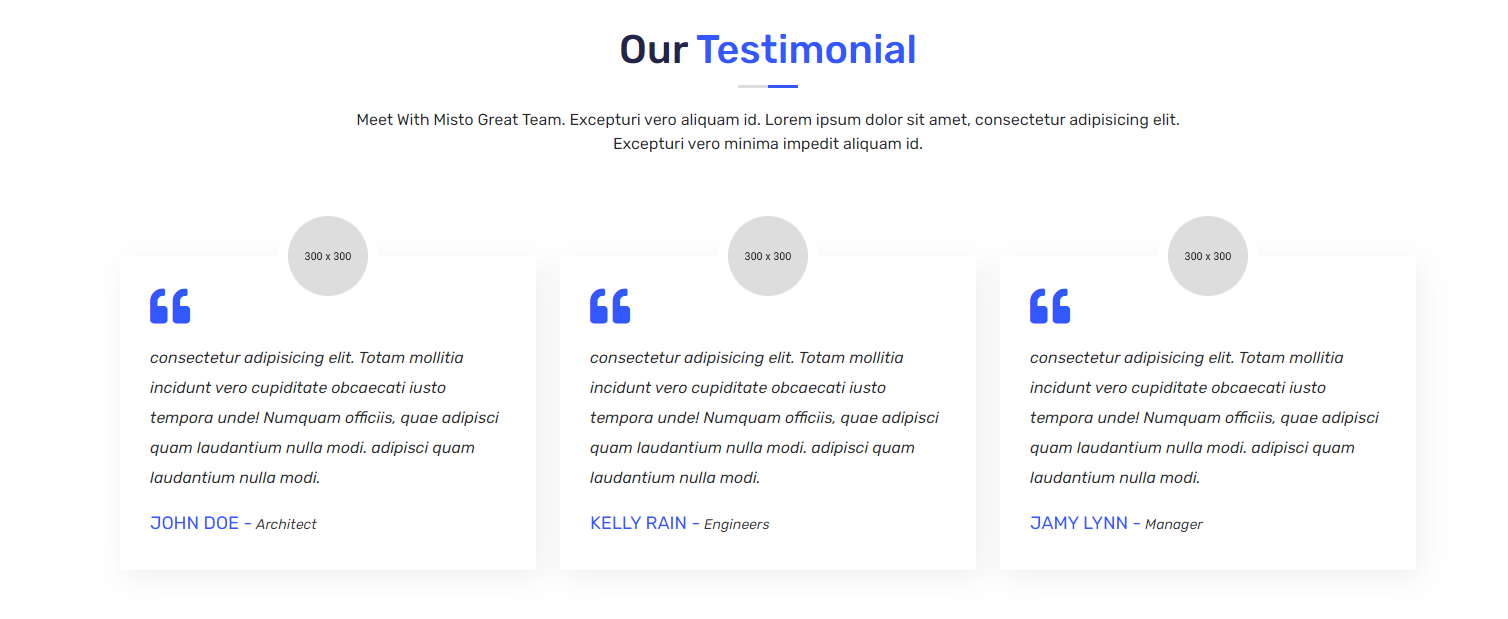 Our Testimonial
Meet With Misto Great Team. Excepturi vero aliquam id. Lorem ipsum dolor sit amet, consectetur adipisicing elit.
Excepturi vero minima impedit aliquam id.
300 x 300
consectetur adipisicing elit. Totam mollitia
incidunt vero cupiditate obcaecati iusto
tempora unde! Numquam officiis, quae adipisci
quam laudantium nulla modi. adipisci quam
laudantium nulla modi.
JOHN DOE - Architect
300 x 300
consectetur adipisicing elit. Totam mollitia
incidunt vero cupiditate obcaecati iusto
tempora unde! Numquam officiis, quae adipisci
quam laudantium nulla modi. adipisci quam
laudantium nulla modi.
KELLY RAIN - Engineers
300 x 300
consectetur adipisicing elit. Totam mollitia
incidunt vero cupiditate obcaecati iusto
tempora unde! Numquam officiis, quae adipisci
quam laudantium nulla modi. adipisci quam
laudantium nulla modi.
JAMY LYNN - Manager